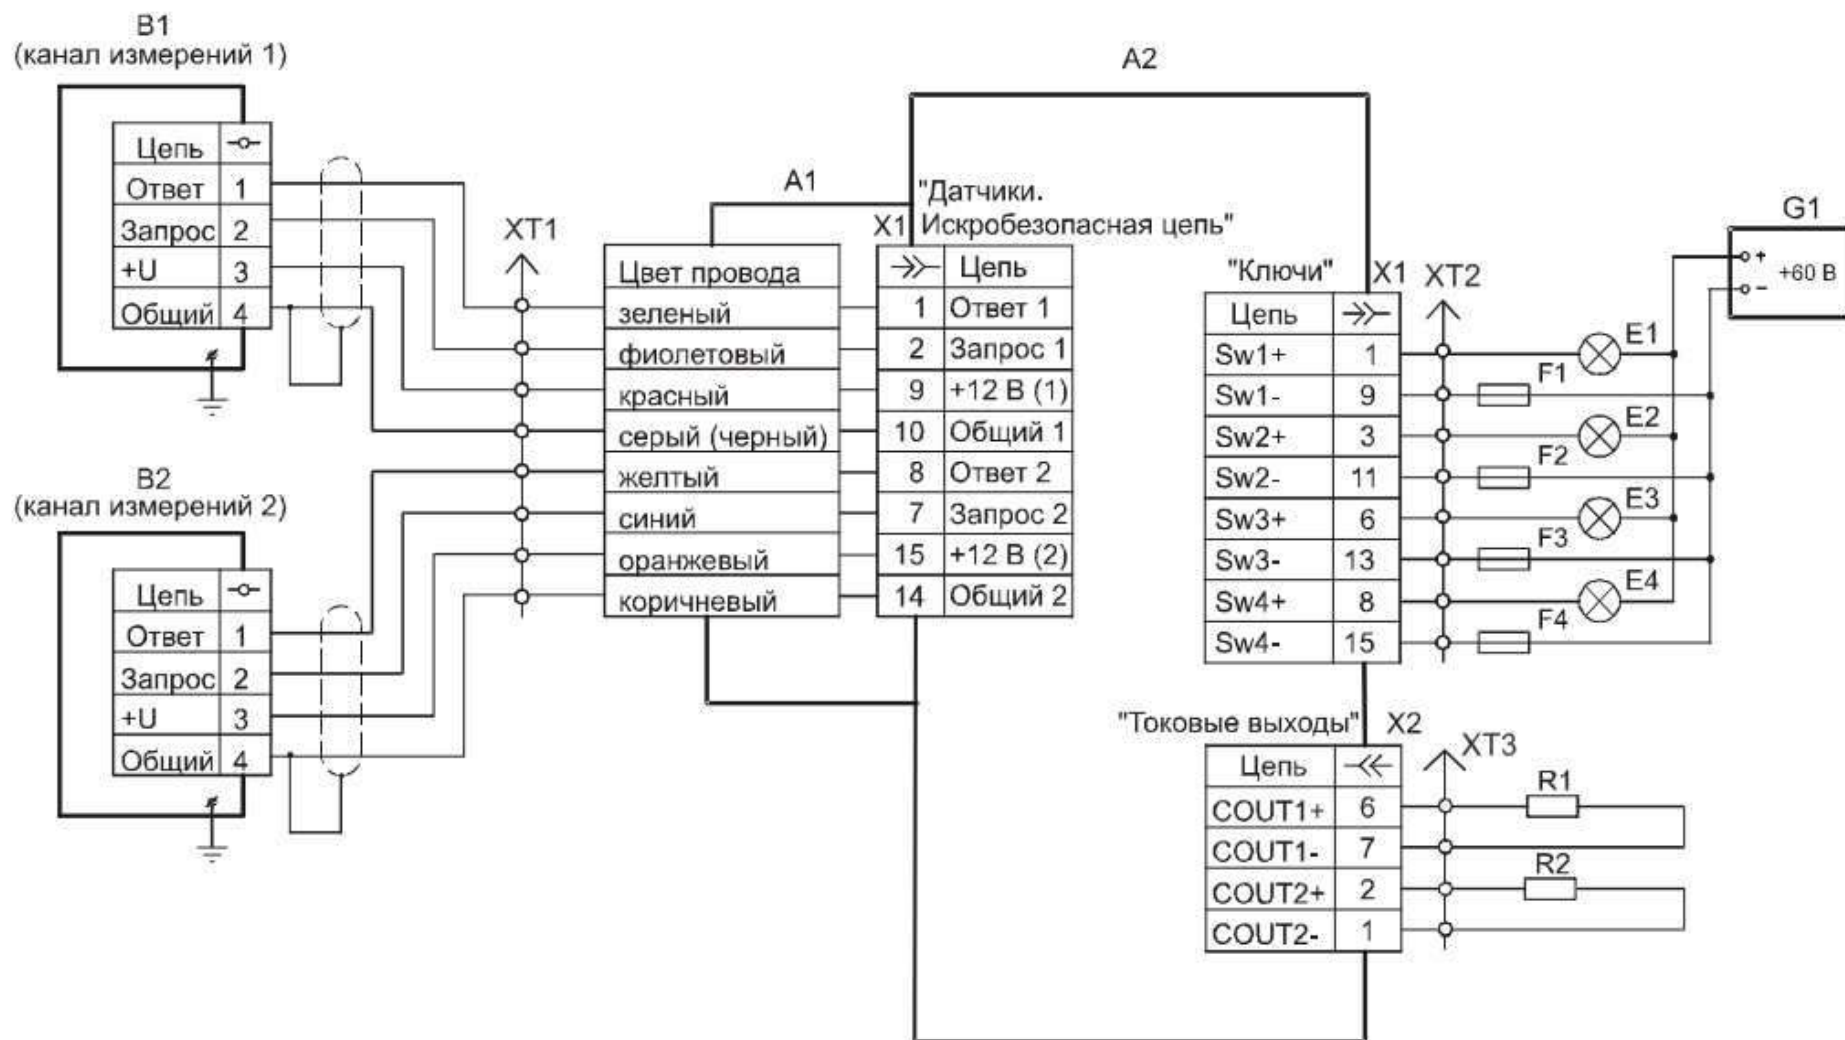 B1
(канал измерений 1)
Цепь
Ответ 1
Запрос 2
+U 3
Общий 4
B2
(канал измерений 2)
Цепь
Ответ 1
Запрос 2
+U 3
Общий 4
XT1
A1
Цвет провода
зеленый
фиолетовый
красный
серый (черный)
желтый
синий
оранжевый
коричневый
A2
"Датчики.
X1 Искробезопасная цепь"
Цепь
1 Ответ 1
2 Запрос 1
9 +12 В (1)
10 Общий 1
8 Ответ 2
7 Запрос 2
15 +12 В (2)
14 Общий 2
"Ключи" X1 XT2
Цепь
Sw1+ 1
Sw1- 9
Sw2+ 3
Sw2- 11
Sw3+ 6
Sw3- 13
Sw4+ 8
Sw4- 15
E1
F1
E2
F2
E3
F3
E4
F4
G1
+
+60 В
-
"Токовые выходы" X2 XT3
Цепь
COUT1+ 6
COUT1- 7
COUT2+ 2
COUT2- 1
R1
R2